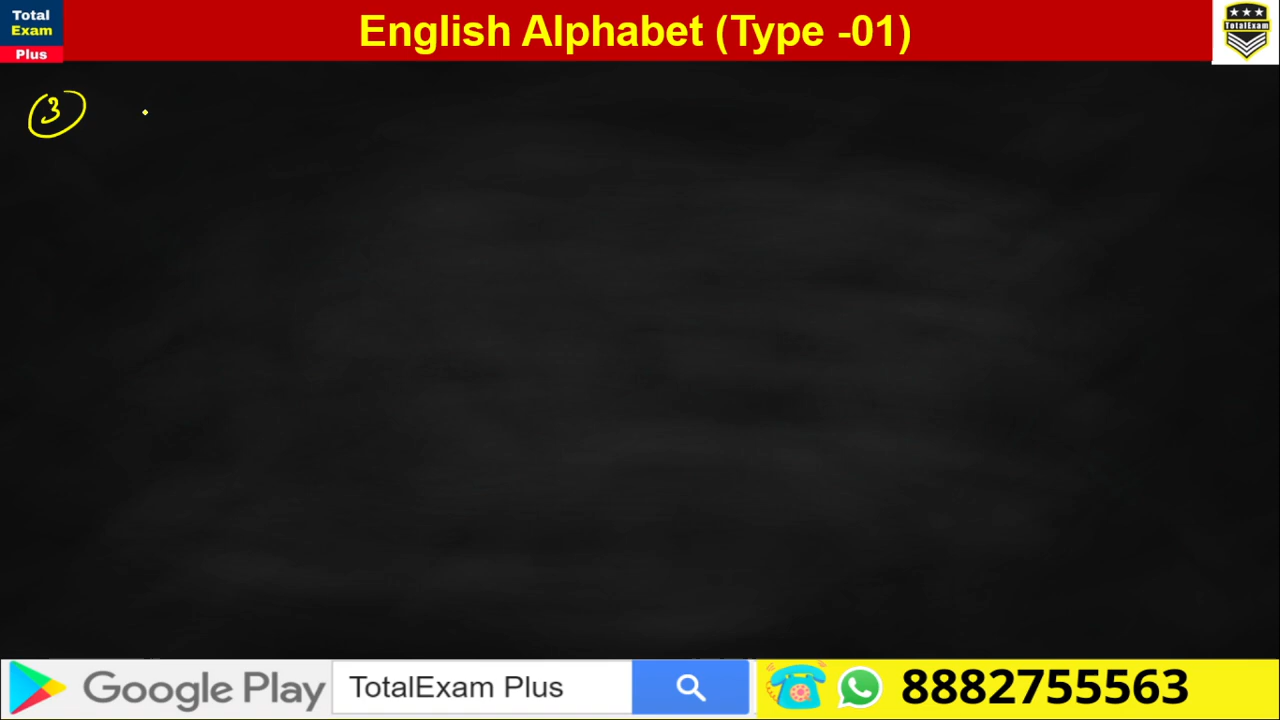 Total
Exam
Plus
English Alphabet (Type -01)
TotalExam
3
Google Play
TotalExam Plus
8882755563